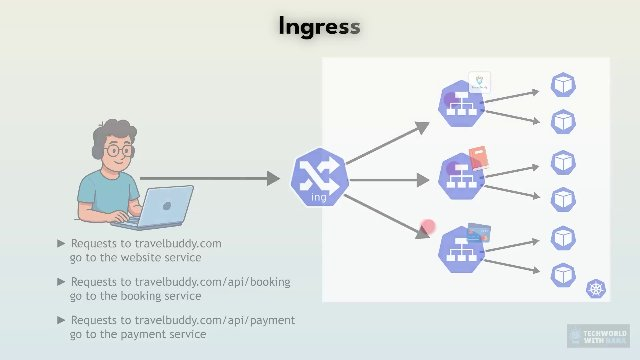 Ingress
ing
► Requests to travelbuddy.com
go to the website service
► Requests to travelbuddy.com/api/booking
go to the booking service
► Requests to travelbuddy.com/api/payment
go to the payment service
TECHWORLD
WITH NANA